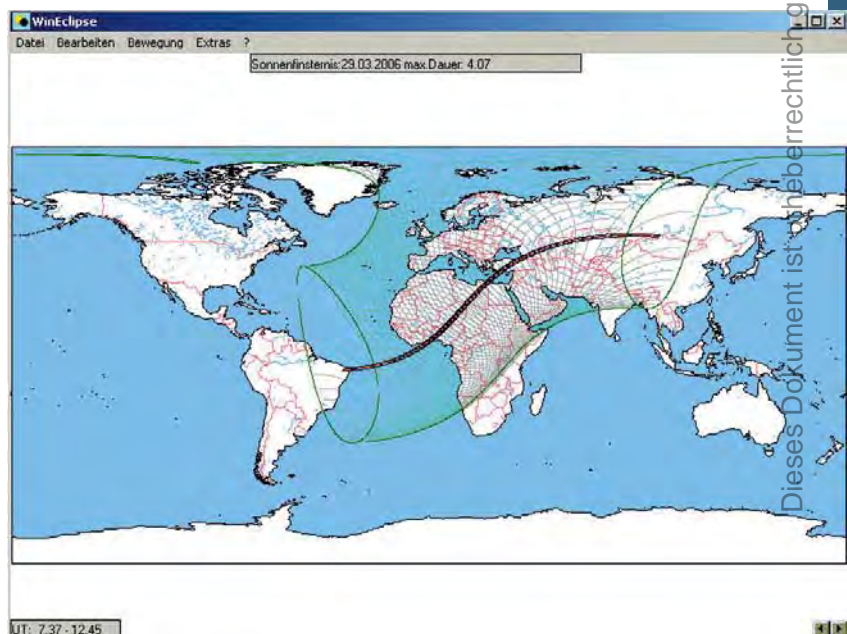 WinEclipse
Datei Bearbeiten Bewegung Extras ?
Sonnenfinsternis:29.03.2006 max.Dauer: 4.07
Dieses Dokument ist urheberrechtlich g
UT: 7.37 - 12.45